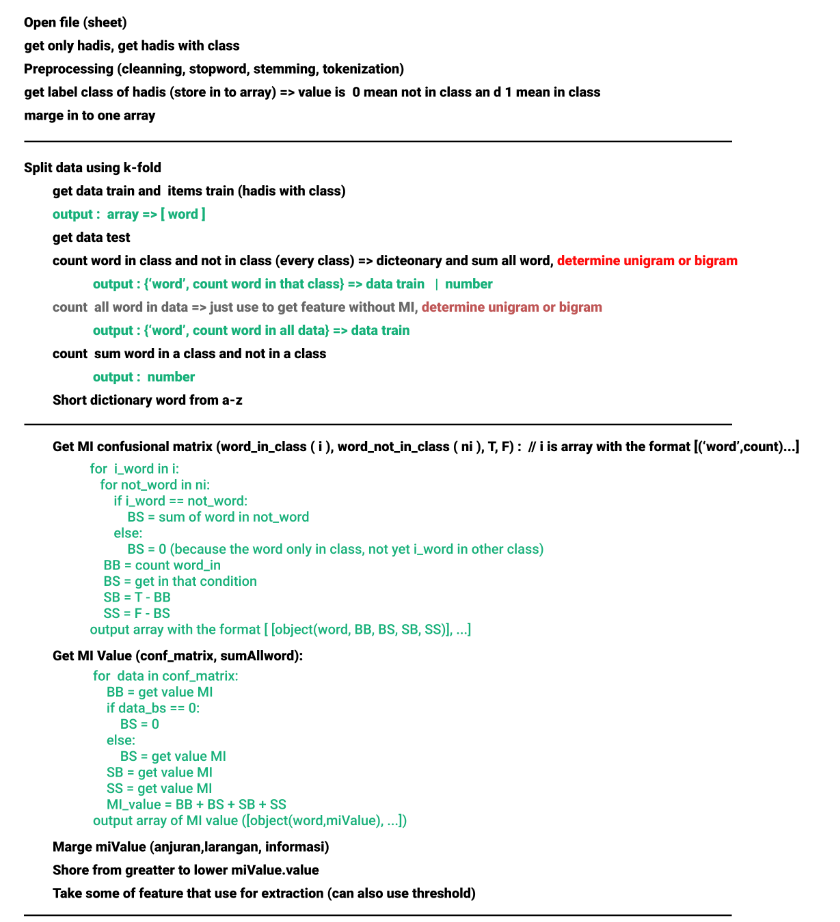 Open file (sheet)
get only hadis, get hadis with class
Preprocessing (cleanning, stopword, stemming, tokenization)
get label class of hadis (store in to array) => value is  0 mean not in class an d 1 mean in class
marge in to one array
Split data using k-fold
get data train and  items train (hadis with class)
output :  array => [ word ]
get data test
count word in class and not in class (every class) => dicteonary and sum all word, determine unigram or bigram
output : {'word', count word in that class} => data train   |  number
count  all word in data => just use to get feature without MI, determine unigram or bigram
output : {'word', count word in all data} => data train
count  sum word in a class and not in a class
output :  number
Short dictionary word from a-z
Get MI confusional matrix (word_in_class ( i ), word_not_in_class ( ni ), T, F) :  // i is array with the format [('word',count)...]
for  i_word in i:
for not_word in ni:
if i_word == not_word:
BS = sum of word in not_word
else:
BS = 0 (because the word only in class, not yet i_word in other class)
BB = count word_in
BS = get in that condition
SB = T - BB
SS = F - BS
output array with the format [ [object(word, BB, BS, SB, SS)], ...]
Get MI Value (conf_matrix, sumAllword):
for  data in conf_matrix:
BB = get value MI
if data_bs == 0:
BS = 0
else:
BS = get value MI
SB = get value MI
SS = get value MI
MI_value = BB + BS + SB + SS
output array of MI value ([object(word,miValue), ...])
Marge miValue (anjuran,larangan, informasi)
Shore from greatter to lower miValue.value
Take some of feature that use for extraction (can also use threshold)